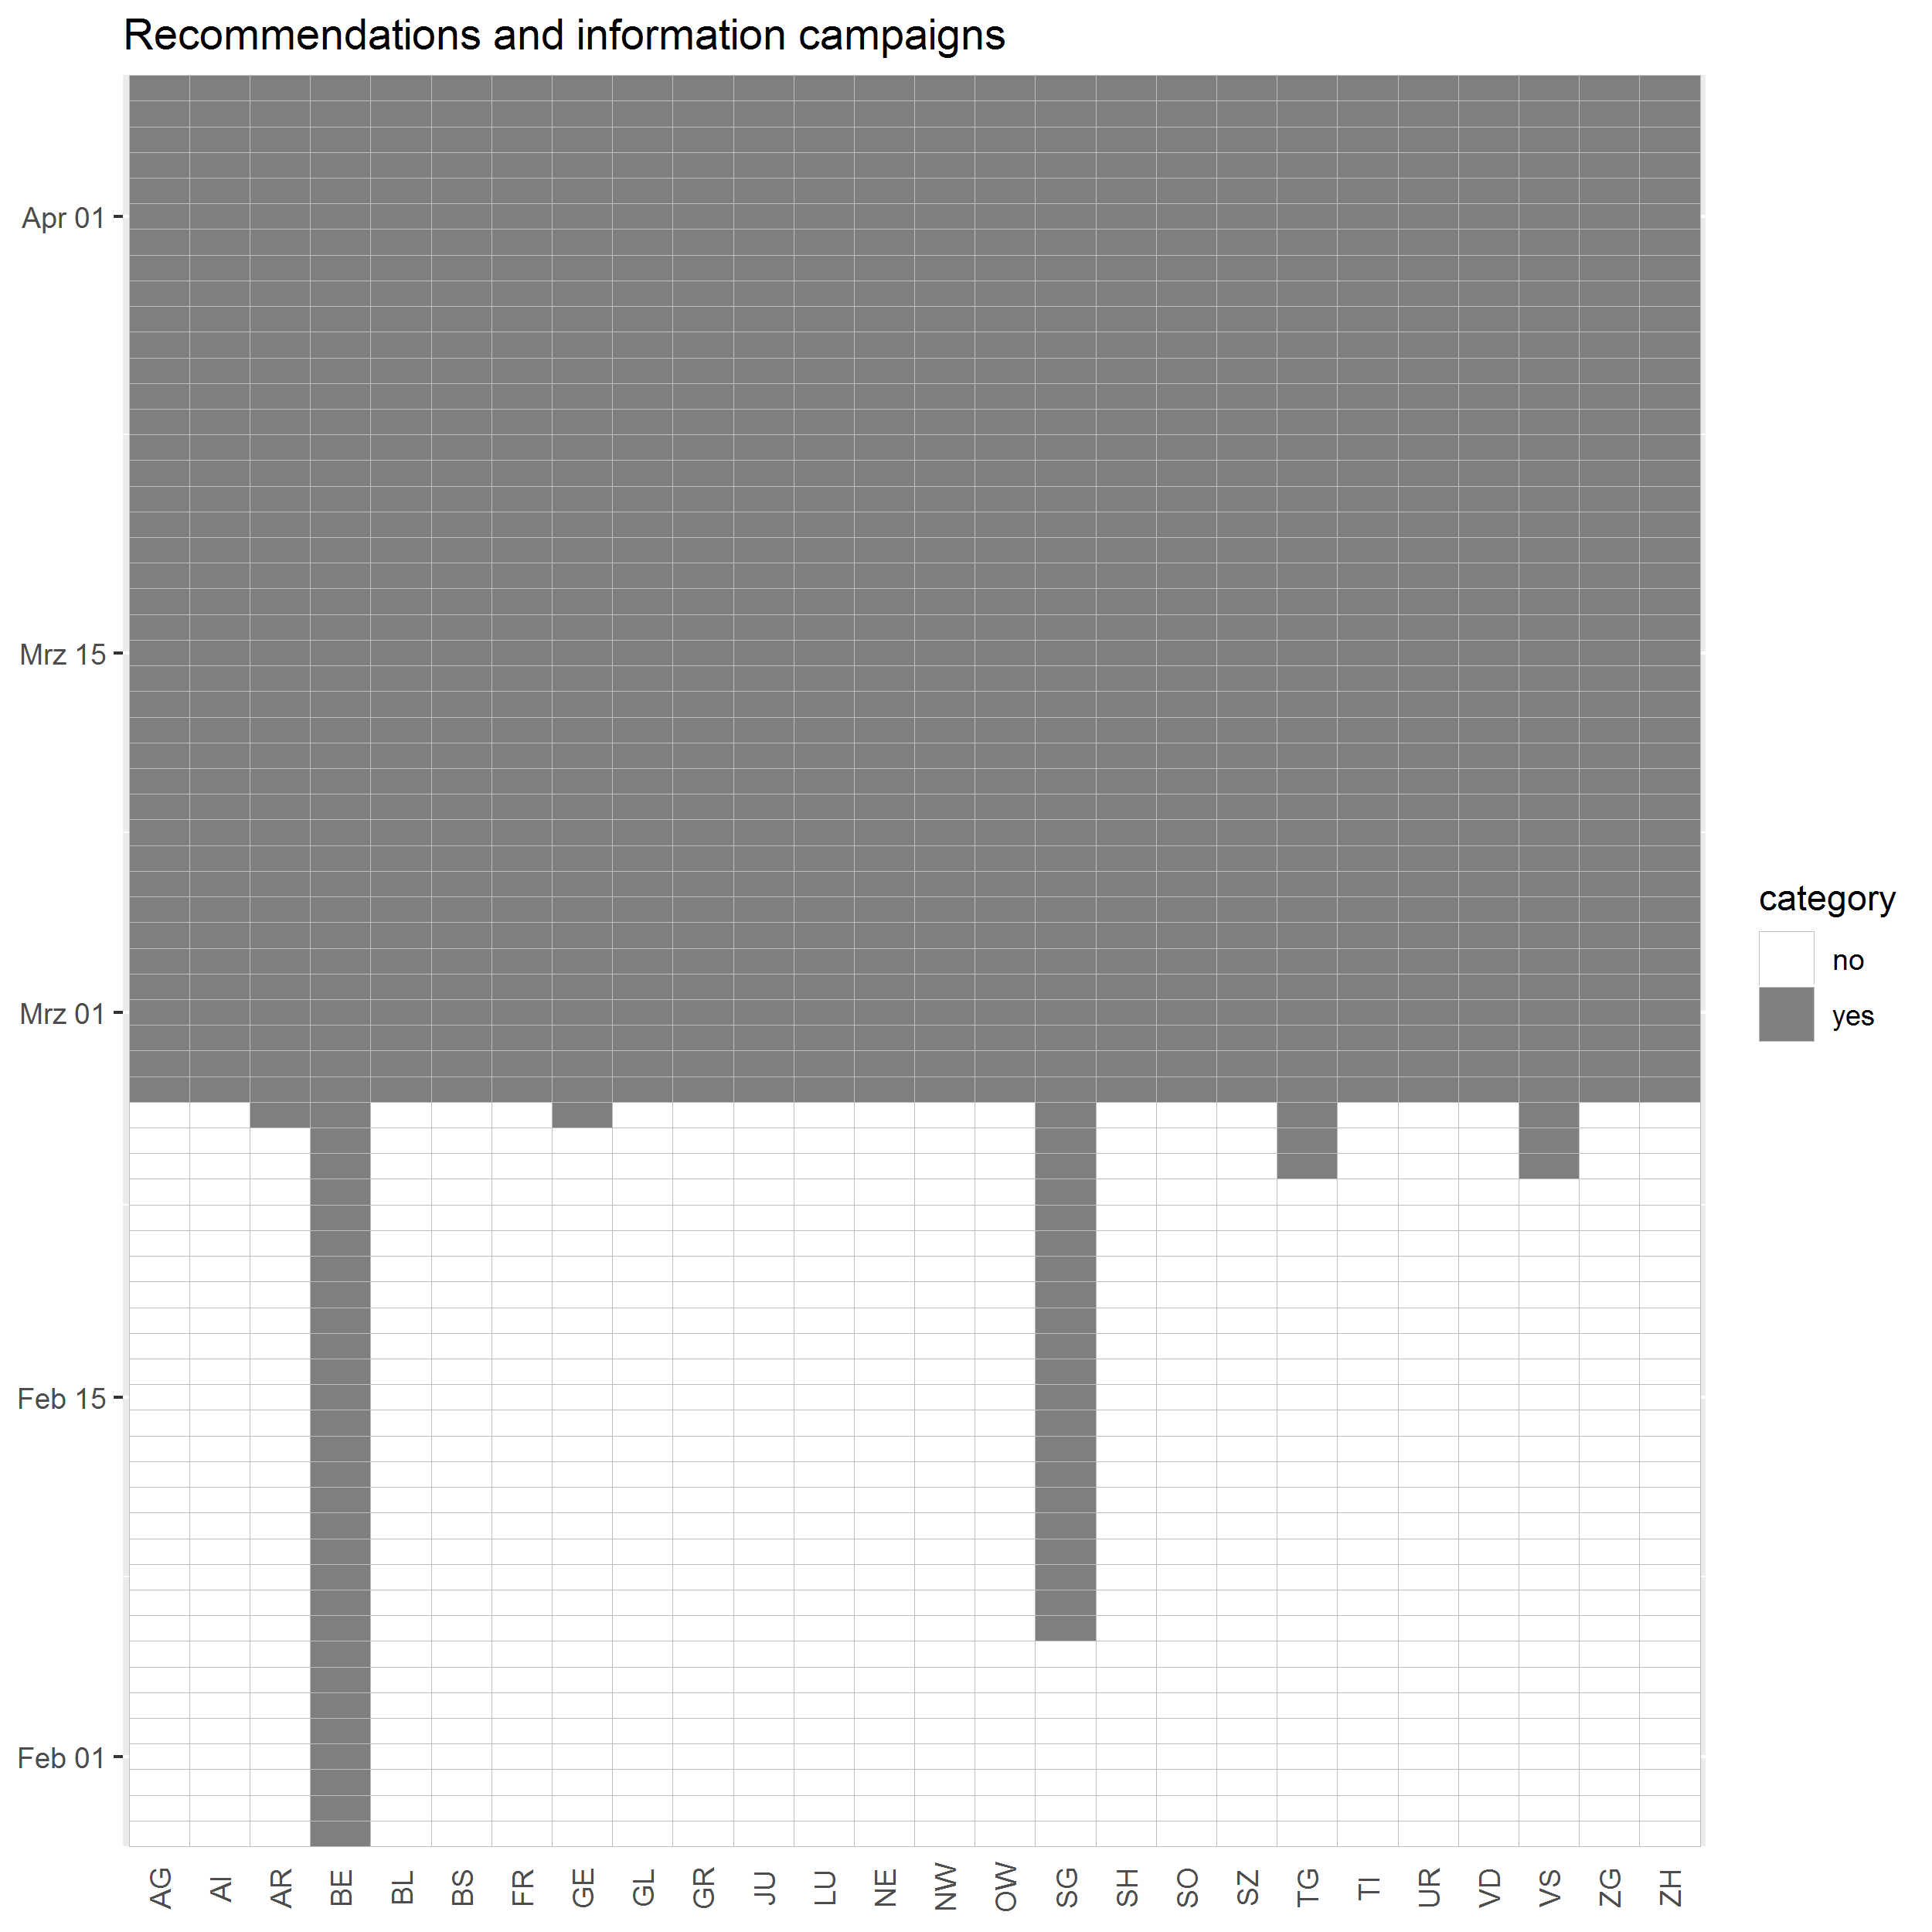 Recommendations and information campaigns
Apr 01
Mrz 15
Mrz 01
Feb 15
Feb 01
category
no
yes
AG AI AR BE BL BS FR GE GL GR JU LU NE NW OW SG SH SO SZ TG TI UR VD VS ZG ZH